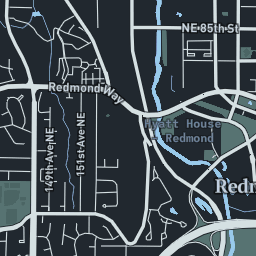 NE 85th St
Redmond Way
Hyatt House
Redmond
149th Ave NE
151st Ave NE
Redm